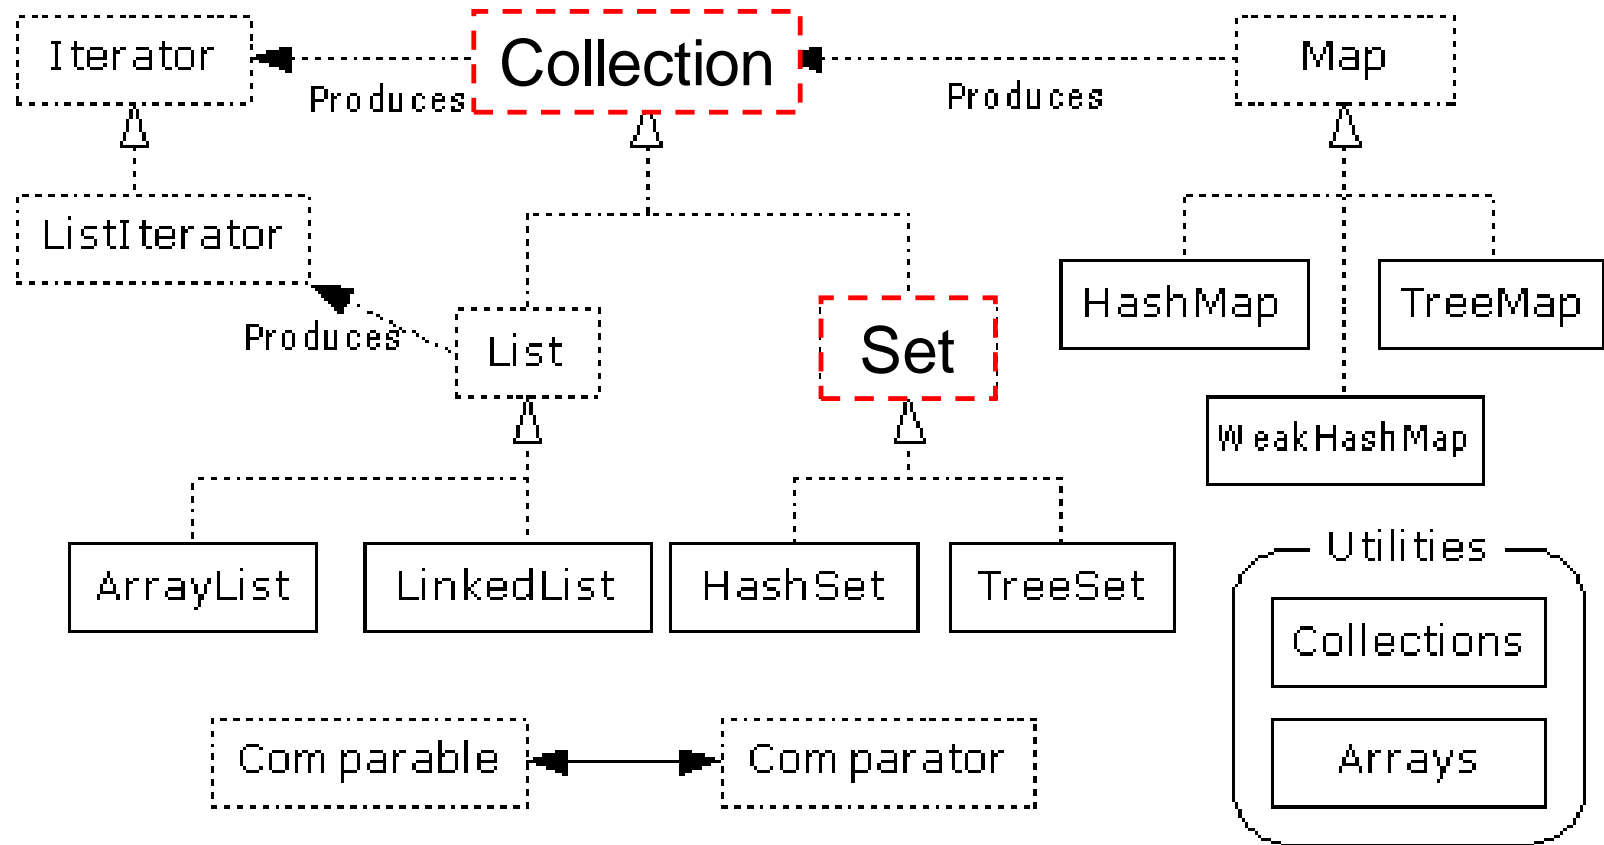 Iterator
Collection
Map
Produces
Produces
ListIterator
Produces
List
Set
HashMap
TreeMap
WeakHashMap
ArrayList
LinkedList
HashSet
TreeSet
Utilities
Collections
Arrays
Comparable
Comparator